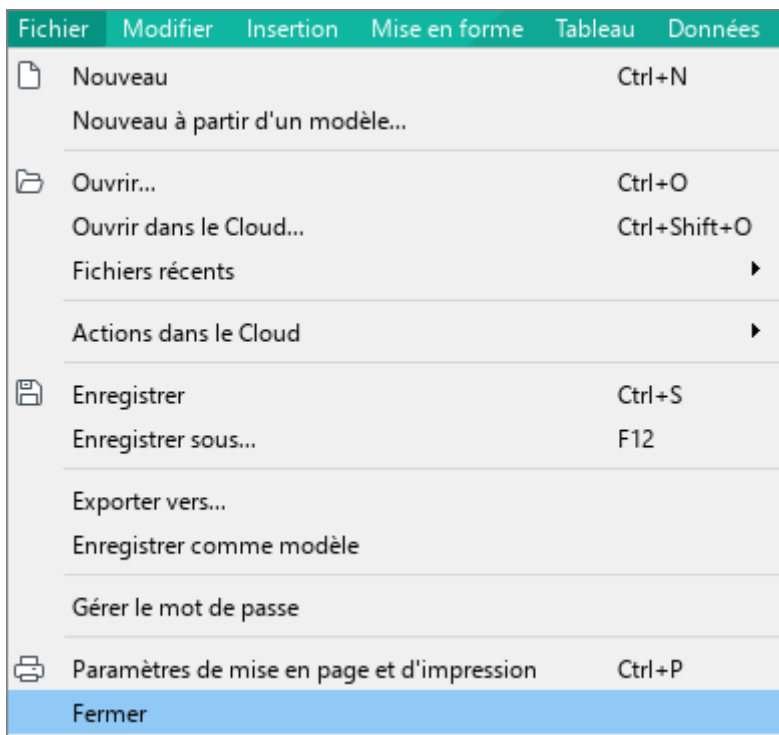 Fichier Modifier Insertion Mise en forme Tableau Données
Nouveau Ctrl+N
Nouveau à partir d'un modèle...
Ouvrir... Ctrl+O
Ouvrir dans le Cloud... Ctrl+Shift+O
Fichiers récents
Actions dans le Cloud
Enregistrer Ctrl+S
Enregistrer sous... F12
Exporter vers...
Enregistrer comme modèle
Gérer le mot de passe
Paramètres de mise en page et d'impression Ctrl+P
Fermer